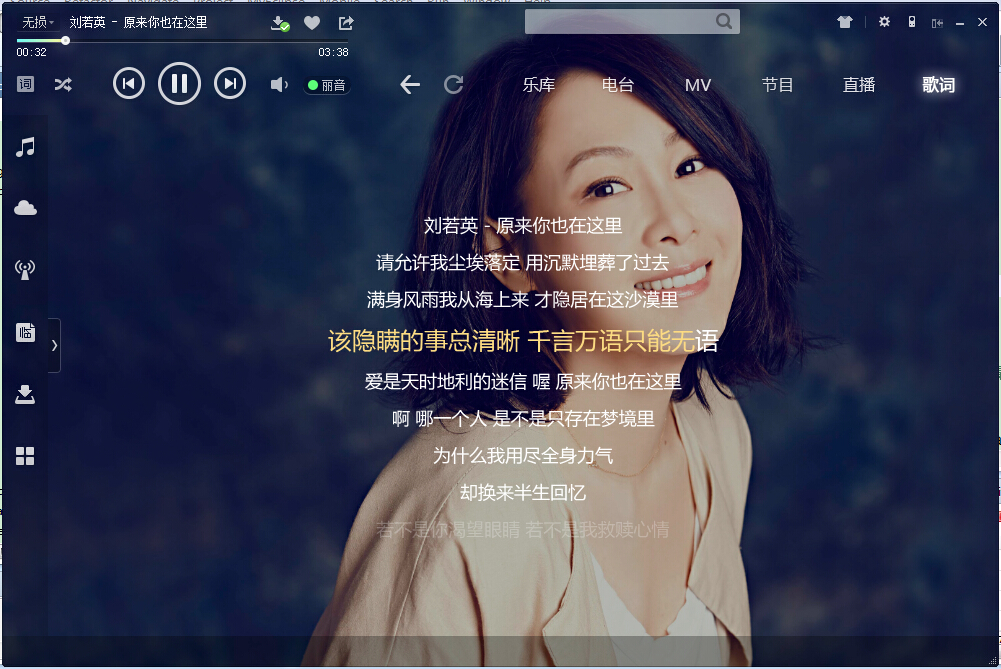 无损 刘若英 - 原来你也在这里
00:32 03:38
词 丽音 乐库 电台 MV 节目 直播 歌词
刘若英 - 原来你也在这里
请允许我尘埃落定 用沉默埋葬了过去
满身风雨我从海上来 才隐居在这沙漠里
该隐瞒的事总清晰 千言万语只能无语
爱是天时地利的迷信 喔 原来你也在这里
临
啊 哪一个人 是不是只存在梦境里
为什么我用尽全身力气
却换来半生回忆
若不是你渴望眼睛 若不是我救赎心情